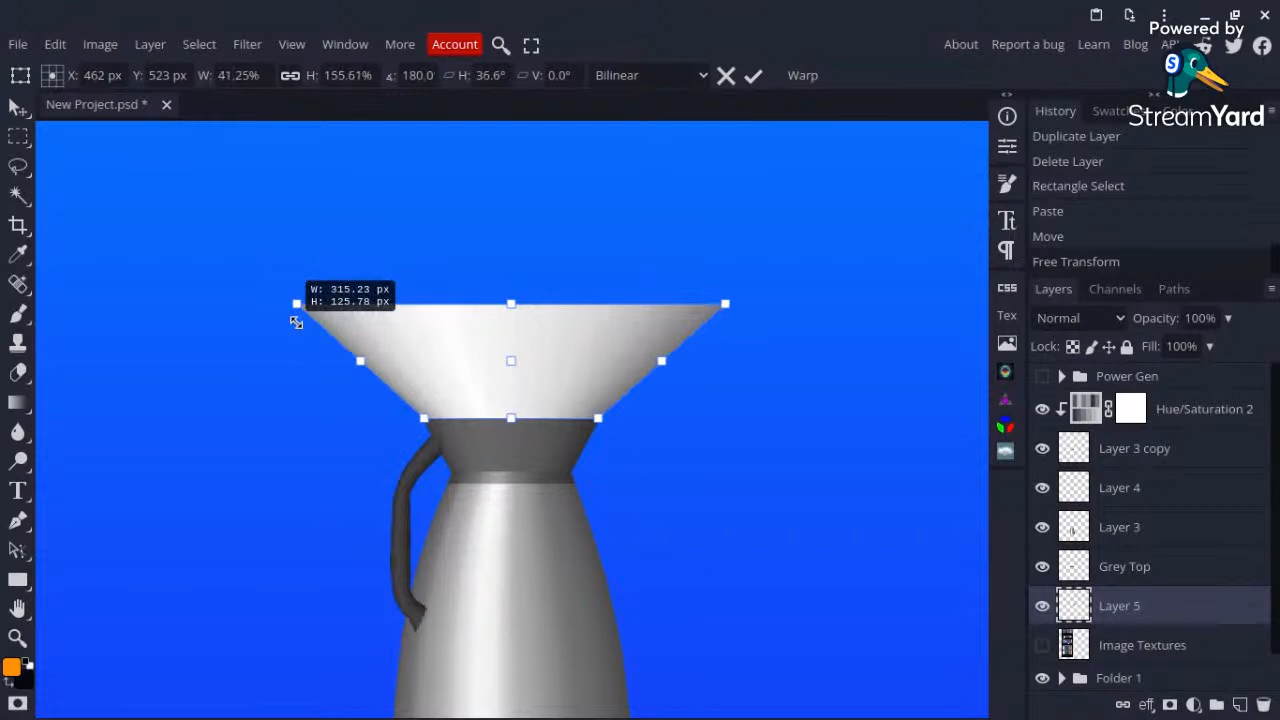 Powered by
StreamYard
File Edit Image Layer Select Filter View Window More Account
About Report a bug Learn Blog
X: 462 px Y: 523 px W: 41.25% H: 155.61% 180.0 H: 36.6° V: 0.0° Bilinear Warp
New Project.psd *
History
Duplicate Layer
Delete Layer
Rectangle Select
Paste
Move
Free Transform
W: 315.23 px
H: 125.78 px
CSS
Tex
Layers Channels Paths
Normal Opacity: 100%
Lock: Fill: 100%
Power Gen
Hue/Saturation 2
Layer 3 copy
Layer 4
Layer 3
Grey Top
Layer 5
Image Textures
Folder 1
eff